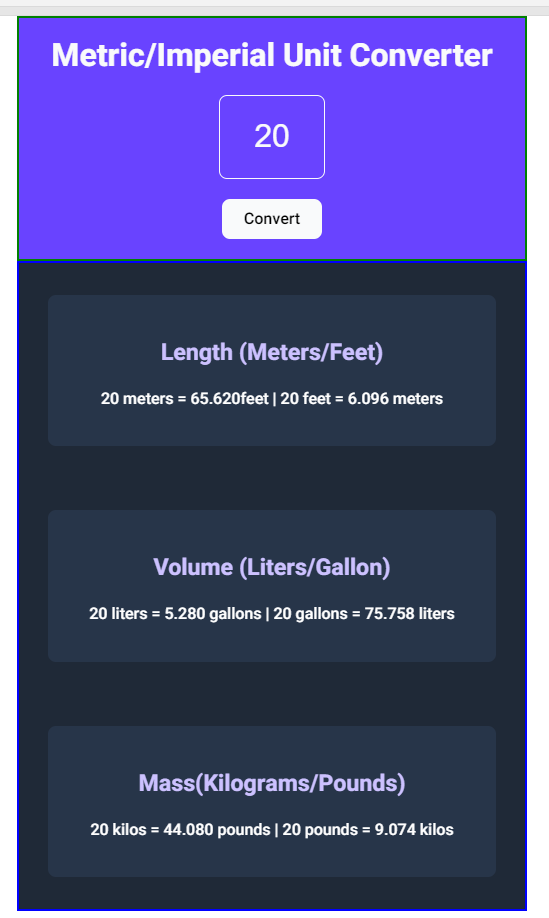 Metric/Imperial Unit Converter
20
Convert
Length (Meters/Feet)
20 meters = 65.620feet | 20 feet = 6.096 meters
Volume (Liters/Gallon)
20 liters = 5.280 gallons | 20 gallons = 75.758 liters
Mass(Kilograms/Pounds)
20 kilos = 44.080 pounds | 20 pounds = 9.074 kilos